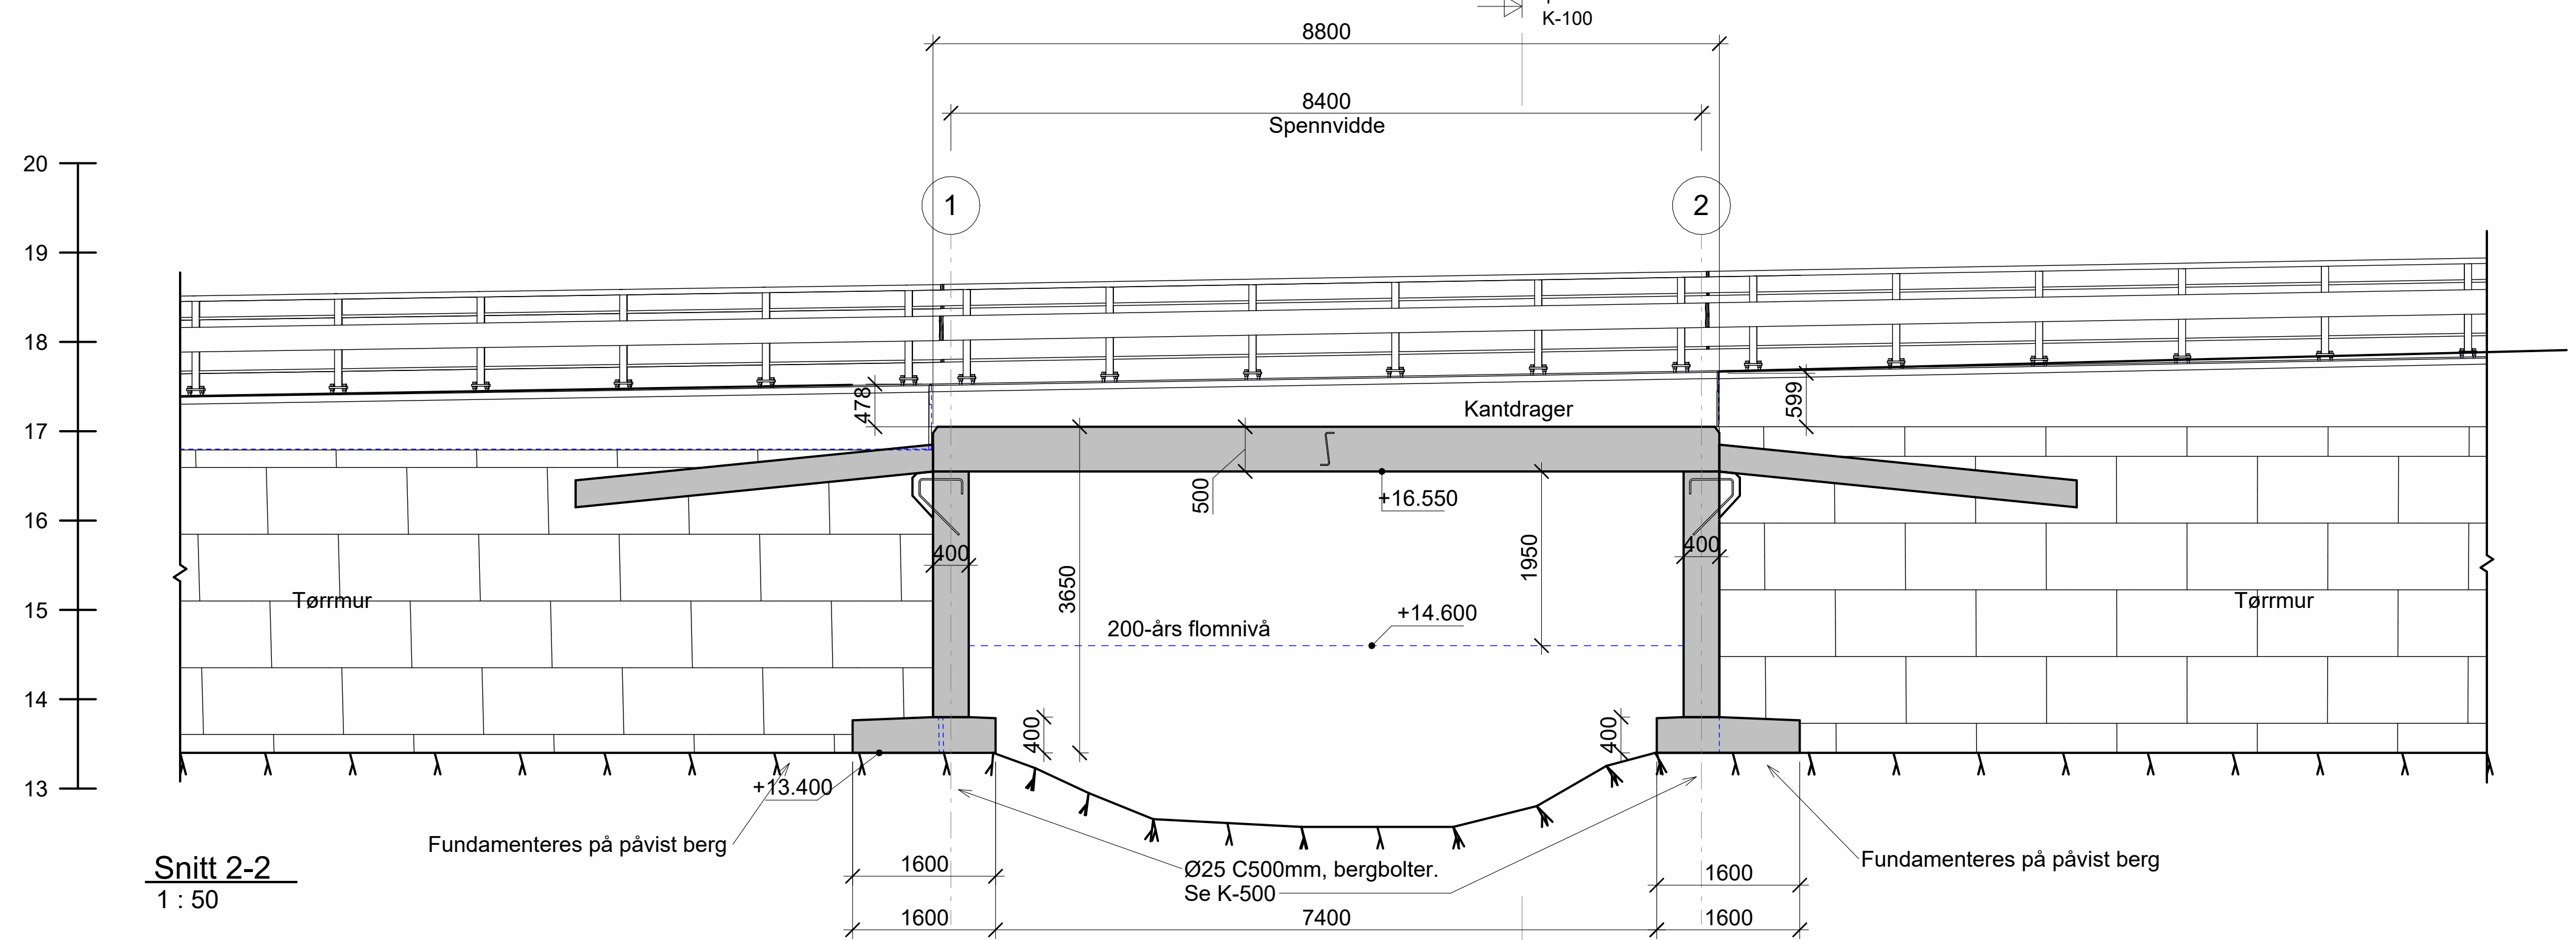 K-100
8800
8400
Spennvidde
20
1
2
19
18
478
599
Kantdrager
17
500
+16.550
16
400
400
1950
3650
Tørrmur
Tørrmur
15
+14.600
200-års flomnivå
14
400
400
13
+13.400
Fundamenteres på påvist berg
Fundamenteres på påvist berg
Snitt 2-2
1 : 50
1600
Ø25 C500mm, bergbolter.
Se K-500
1600
1600
7400
1600